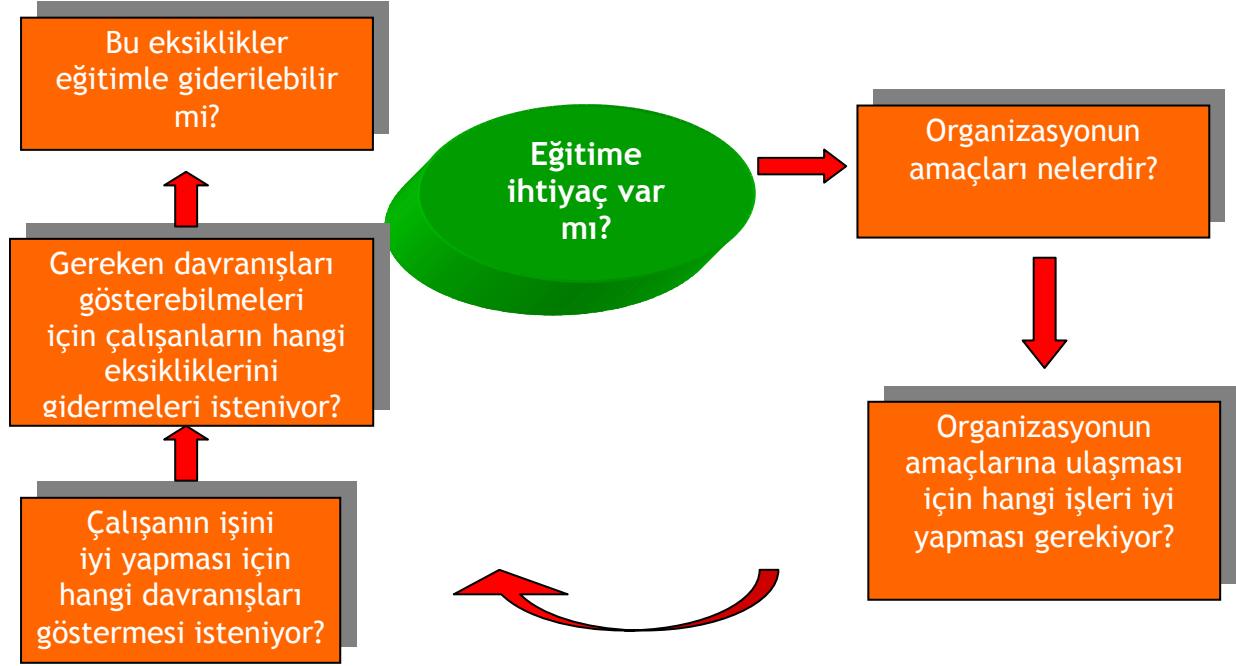 Bu eksiklikler
eğitimle giderilebilir
mi?
Eğitime
ihtiyaç var
mı?
Organizasyonun
amaçları nelerdir?
Gereken davranışları
gösterebilmeleri
için çalışanların hangi
eksikliklerini
gidermeleri isteniyor?
Organizasyonun
amaçlarına ulaşması
için hangi işleri iyi
yapması gerekiyor?
Çalışanın işini
iyi yapması için
hangi davranışları
göstermesi isteniyor?